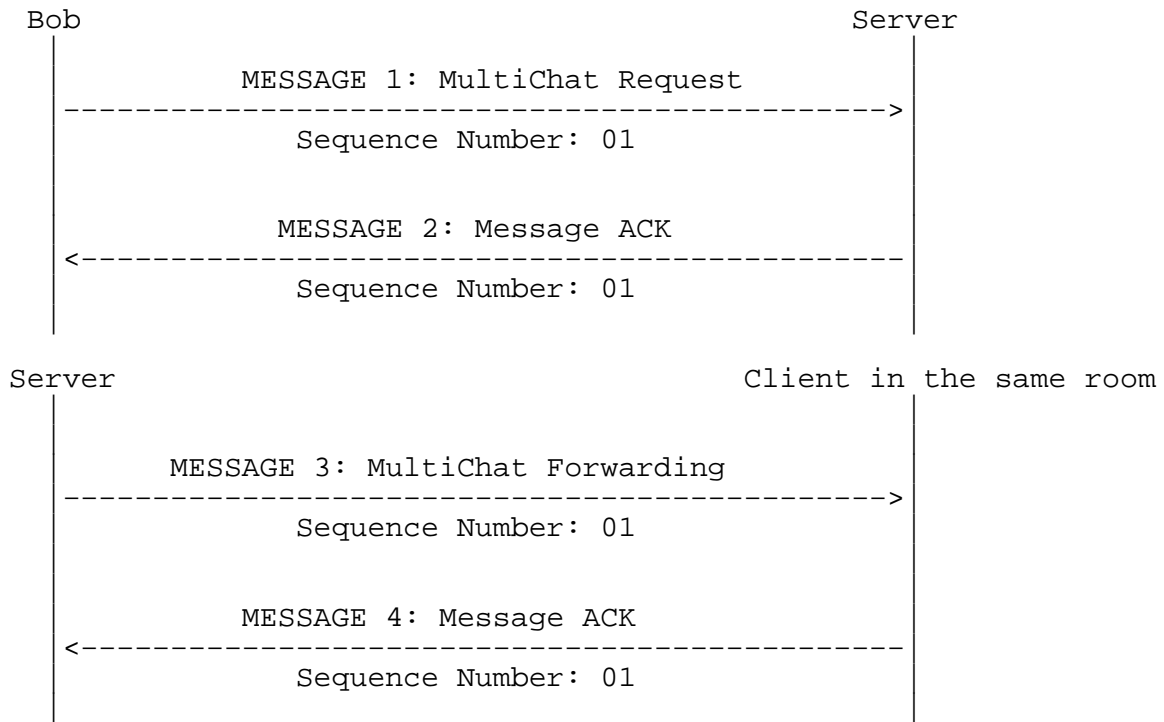 Bob Server
MESSAGE 1: MultiChat Request
Sequence Number: 01
MESSAGE 2: Message ACK
Sequence Number: 01
Server Client in the same room
MESSAGE 3: MultiChat Forwarding
Sequence Number: 01
MESSAGE 4: Message ACK
Sequence Number: 01